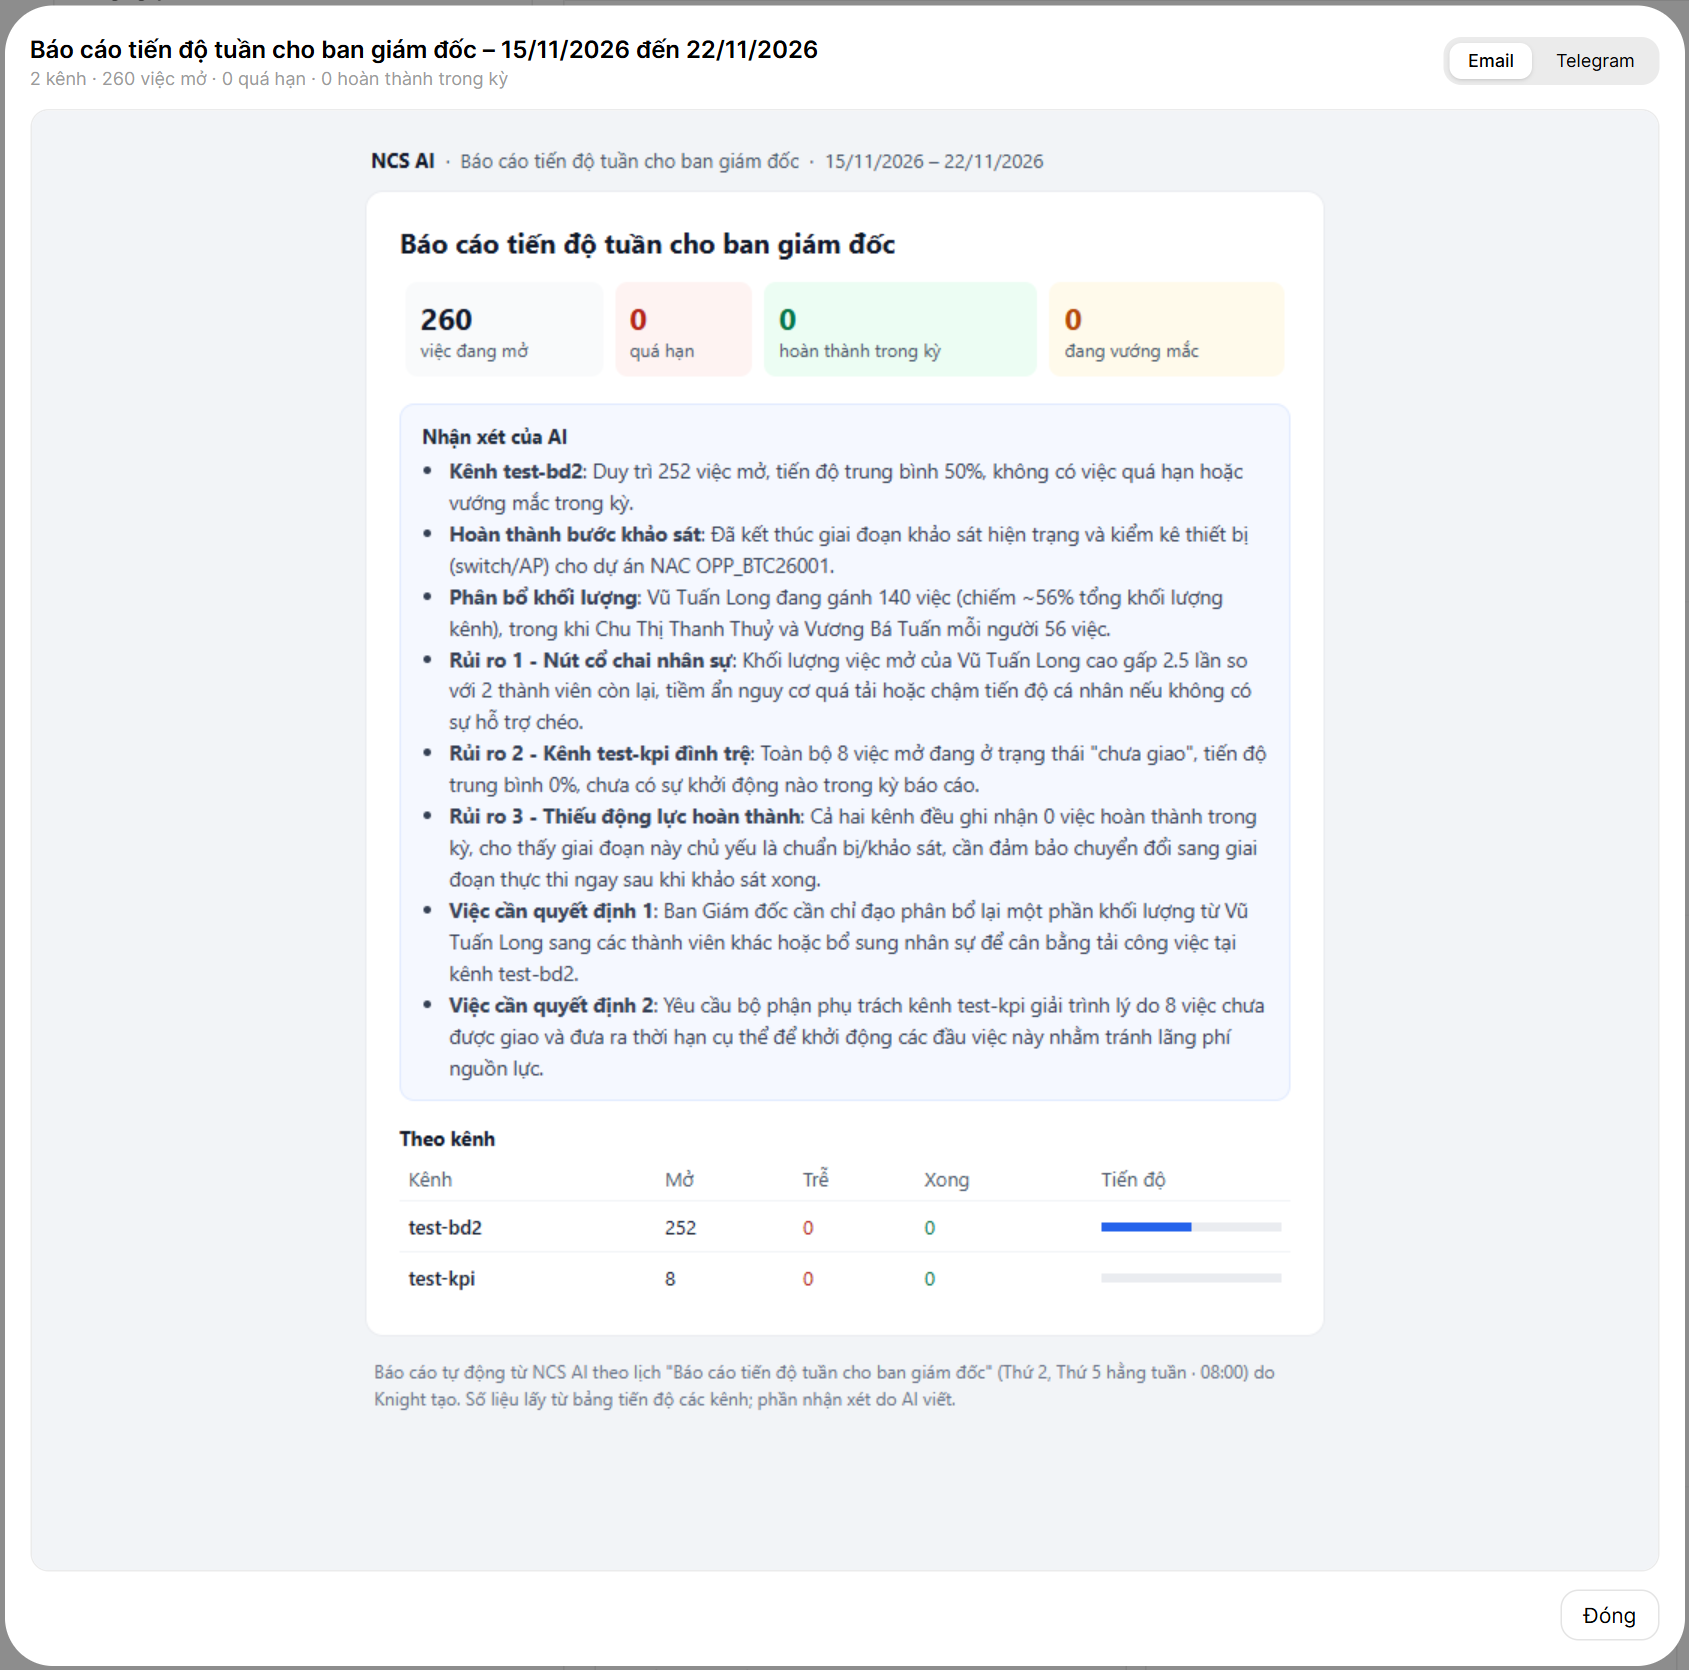 Báo cáo tiến độ tuần cho ban giám đốc – 15/11/2026 đến 22/11/2026
2 kênh · 260 việc mở · 0 quá hạn · 0 hoàn thành trong kỳ
Email
Telegram
NCS AI · Báo cáo tiến độ tuần cho ban giám đốc · 15/11/2026 – 22/11/2026
Báo cáo tiến độ tuần cho ban giám đốc
260
việc đang mở
0
quá hạn
0
hoàn thành trong kỳ
0
đang vướng mắc
Nhận xét của AI
• Kênh test-bd2: Duy trì 252 việc mở, tiến độ trung bình 50%, không có việc quá hạn hoặc
vướng mắc trong kỳ.
• Hoàn thành bước khảo sát: Đã kết thúc giai đoạn khảo sát hiện trạng và kiểm kê thiết bị
(switch/AP) cho dự án NAC OPP_BTC26001.
• Phân bổ khối lượng: Vũ Tuấn Long đang gánh 140 việc (chiếm ~56% tổng khối lượng
kênh), trong khi Chu Thị Thanh Thuỷ và Vương Bá Tuấn mỗi người 56 việc.
• Rủi ro 1 - Nút cổ chai nhân sự: Khối lượng việc mở của Vũ Tuấn Long cao gấp 2.5 lần so
với 2 thành viên còn lại, tiềm ẩn nguy cơ quá tải hoặc chậm tiến độ cá nhân nếu không có
sự hỗ trợ chéo.
• Rủi ro 2 - Kênh test-kpi đình trệ: Toàn bộ 8 việc mở đang ở trạng thái "chưa giao", tiến độ
trung bình 0%, chưa có sự khởi động nào trong kỳ báo cáo.
• Rủi ro 3 - Thiếu động lực hoàn thành: Cả hai kênh đều ghi nhận 0 việc hoàn thành trong
kỳ, cho thấy giai đoạn này chủ yếu là chuẩn bị/khảo sát, cần đảm bảo chuyển đổi sang giai
đoạn thực thi ngay sau khi khảo sát xong.
• Việc cần quyết định 1: Ban Giám đốc cần chỉ đạo phân bổ lại một phần khối lượng từ Vũ
Tuấn Long sang các thành viên khác hoặc bổ sung nhân sự để cân bằng tải công việc tại
kênh test-bd2.
• Việc cần quyết định 2: Yêu cầu bộ phận phụ trách kênh test-kpi giải trình lý do 8 việc chưa
được giao và đưa ra thời hạn cụ thể để khởi động các đầu việc này nhằm tránh lãng phí
nguồn lực.
Theo kênh
Kênh Mở Trễ Xong Tiến độ
test-bd2 252 0 0
test-kpi 8 0 0
Báo cáo tự động từ NCS AI theo lịch "Báo cáo tiến độ tuần cho ban giám đốc" (Thứ 2, Thứ 5 hằng tuần · 08:00) do
Knight tạo. Số liệu lấy từ bảng tiến độ các kênh; phần nhận xét do AI viết.
Đóng